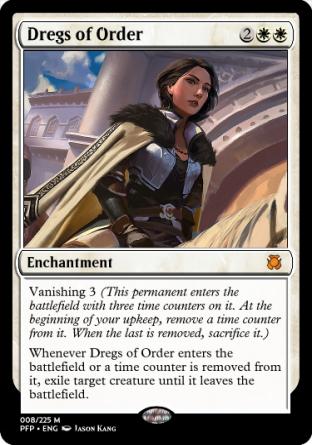 Dregs of Order 2
Enchantment
Vanishing 3 (This permanent enters the
battlefield with three time counters on it. At the
beginning of your upkeep, remove a time counter
from it. When the last is removed, sacrifice it.)
Whenever Dregs of Order enters the
battlefield or a time counter is removed from
it, exile target creature until it leaves the
battlefield.
008/225 M
PFP • ENG Jason Kang